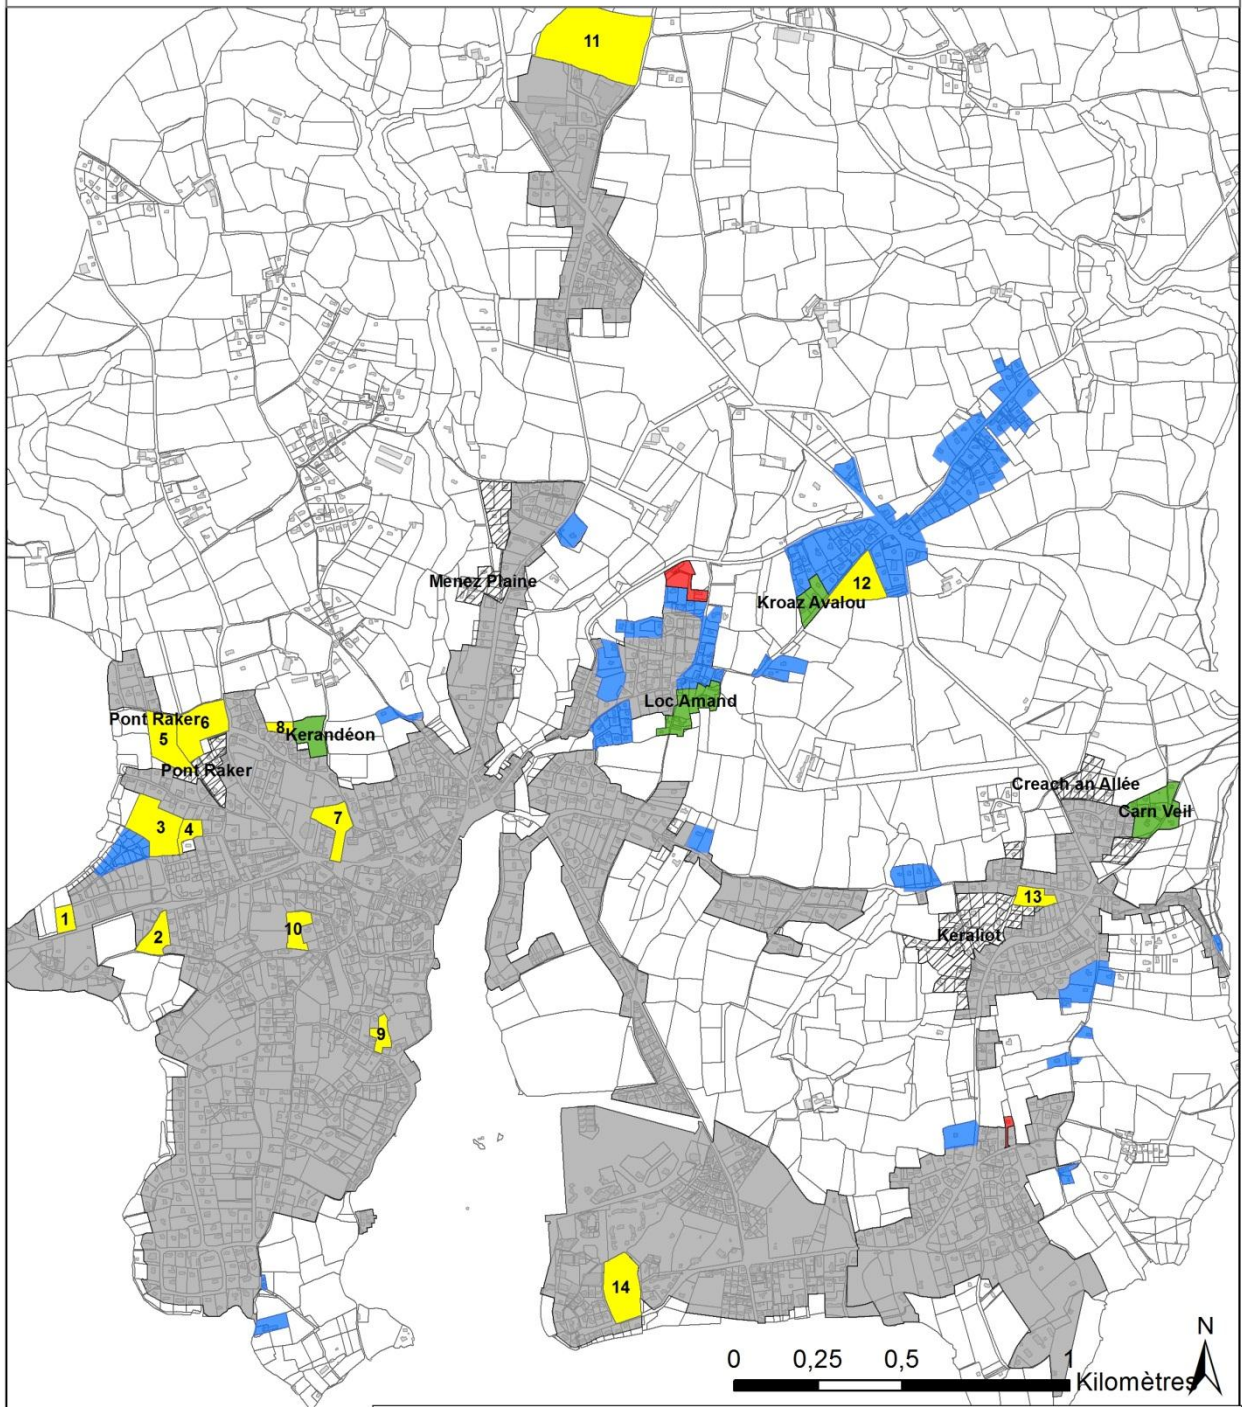 11
Menez Plaine
12
Kroaz Avalou
Loc Amand
Pont Raker
6
5
8
Kerandéon
Pont Raker
Creach an Allée
Carn Veil
3
4
7
1
2
10
13
Keraliot
9
14
N
0 0,25 0,5 1
Kilomètres